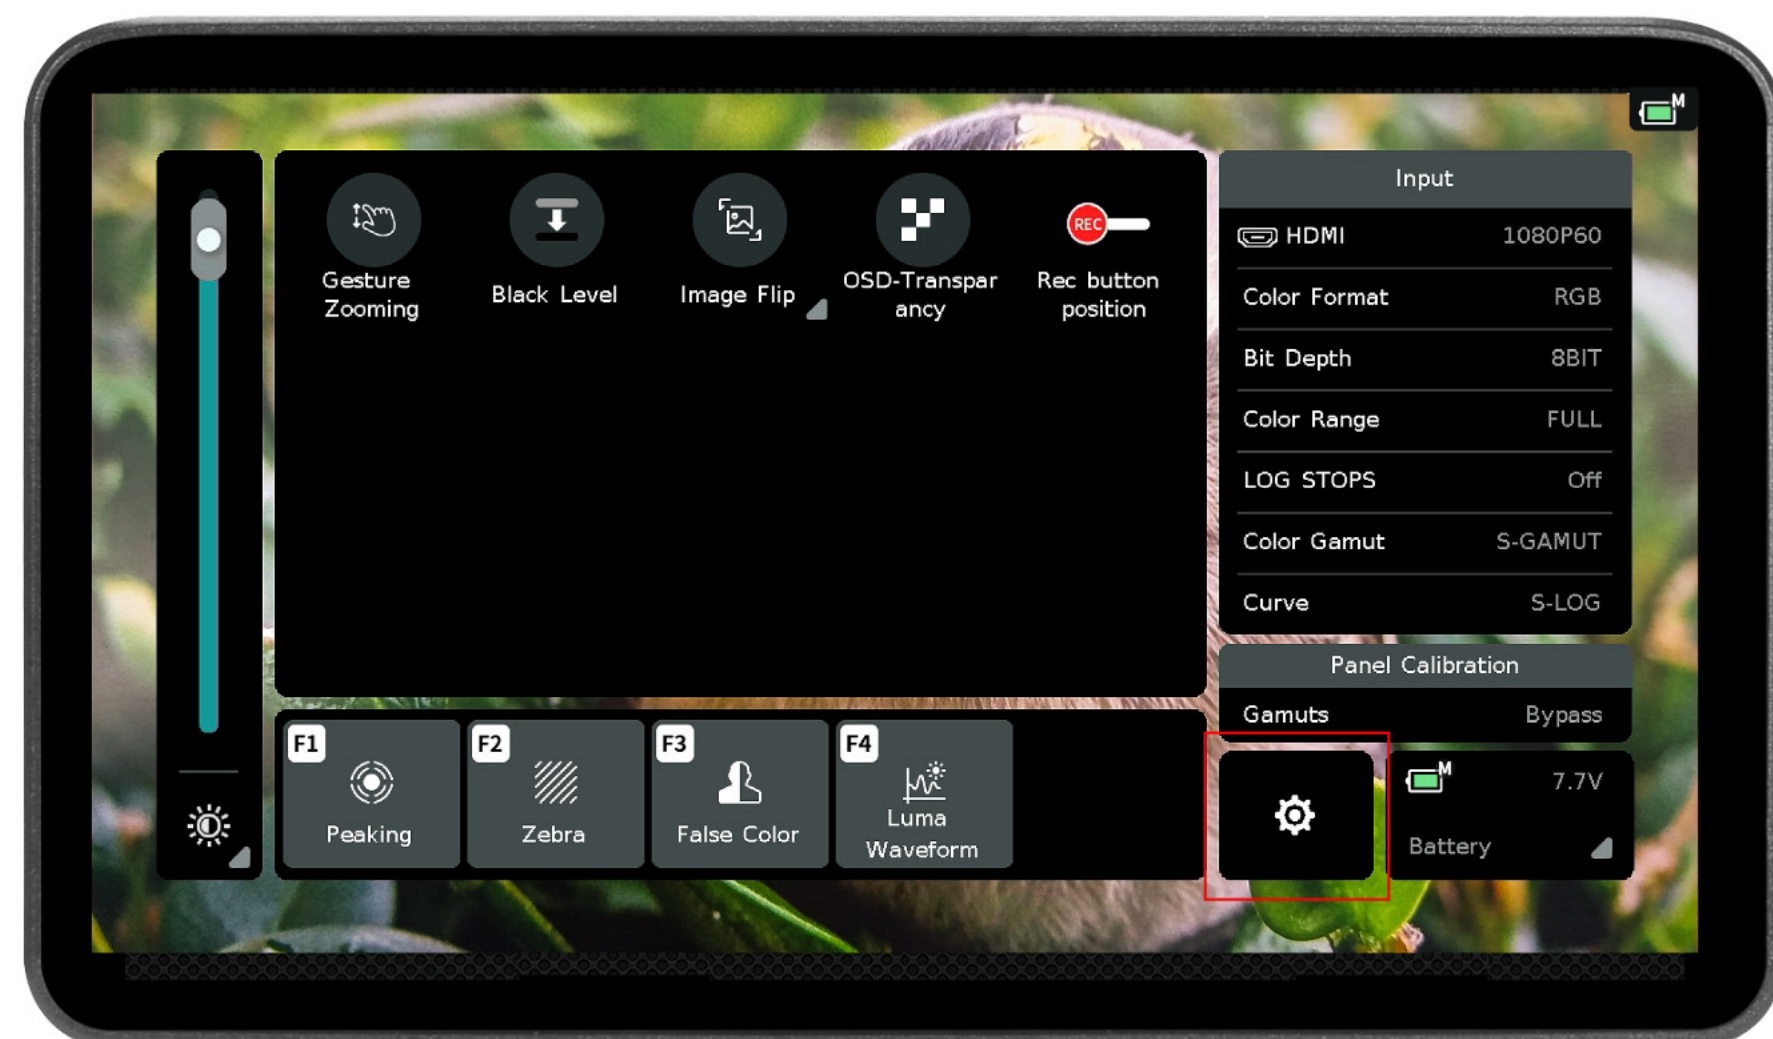 M
Gesture
Zooming
Black Level
Image Flip
OSD-Transpar
ancy
REC
Rec button
position
Input
HDMI 1080P60
Color Format RGB
Bit Depth 8BIT
Color Range FULL
LOG STOPS Off
Color Gamut S-GAMUT
Curve S-LOG
Panel Calibration
Gamuts Bypass
F1
Peaking
F2
Zebra
F3
False Color
F4
Luma
Waveform
M 7.7V
Battery